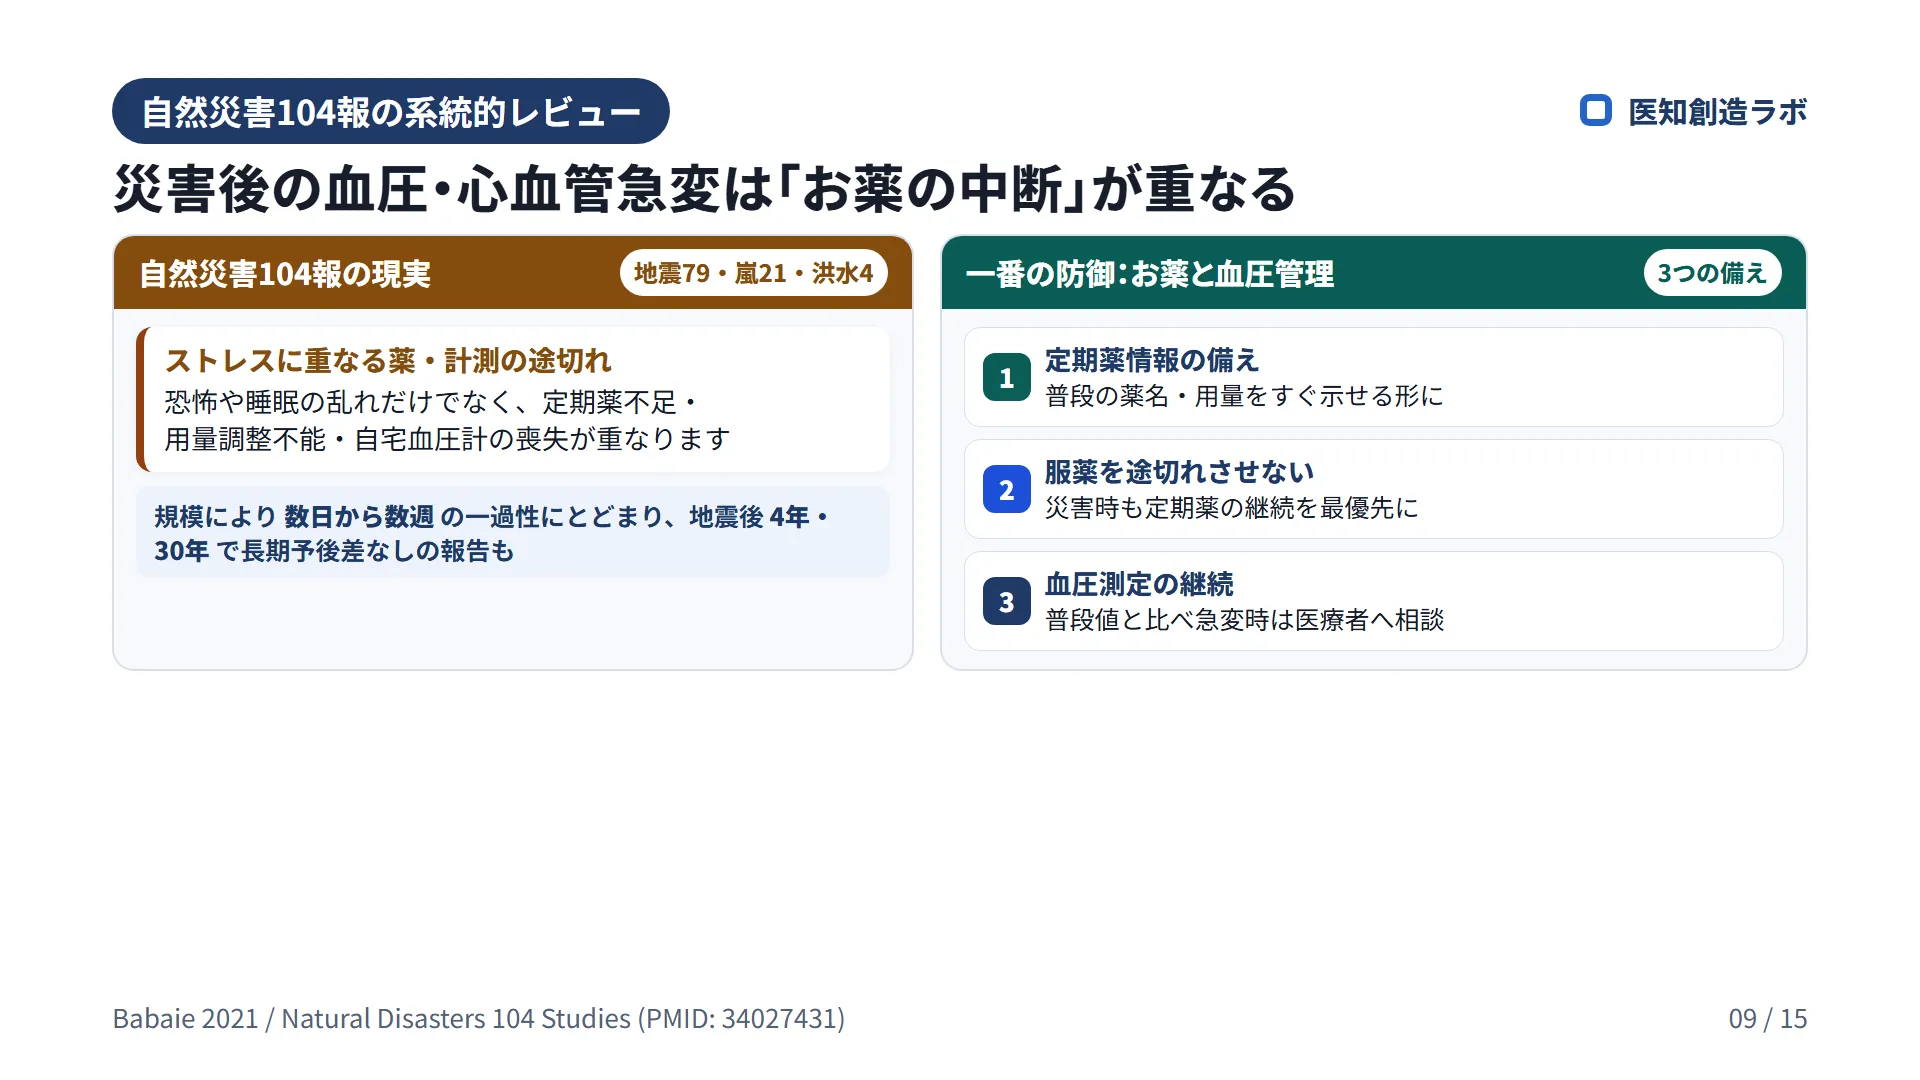 自然災害104報の系統的レビュー
医知創造ラボ
災害後の血圧・心血管急変は「お薬の中断」が重なる
自然災害104報の現実
地震79・嵐21・洪水4
ストレスに重なる薬・計測の途切れ
恐怖や睡眠の乱れだけでなく、定期薬不足・
用量調整不能・自宅血圧計の喪失が重なります
規模により 数日から数週 の一過性にとどまり、地震後 4年・
30年 で長期予後差なしの報告も
一番の防御：お薬と血圧管理
3つの備え
1
定期薬情報の備え
普段の薬名・用量をすぐ示せる形に
2
服薬を途切れさせない
災害時も定期薬の継続を最優先に
3
血圧測定の継続
普段値と比べ急変時は医療者へ相談
Babaie 2021 / Natural Disasters 104 Studies (PMID: 34027431)
09 / 15